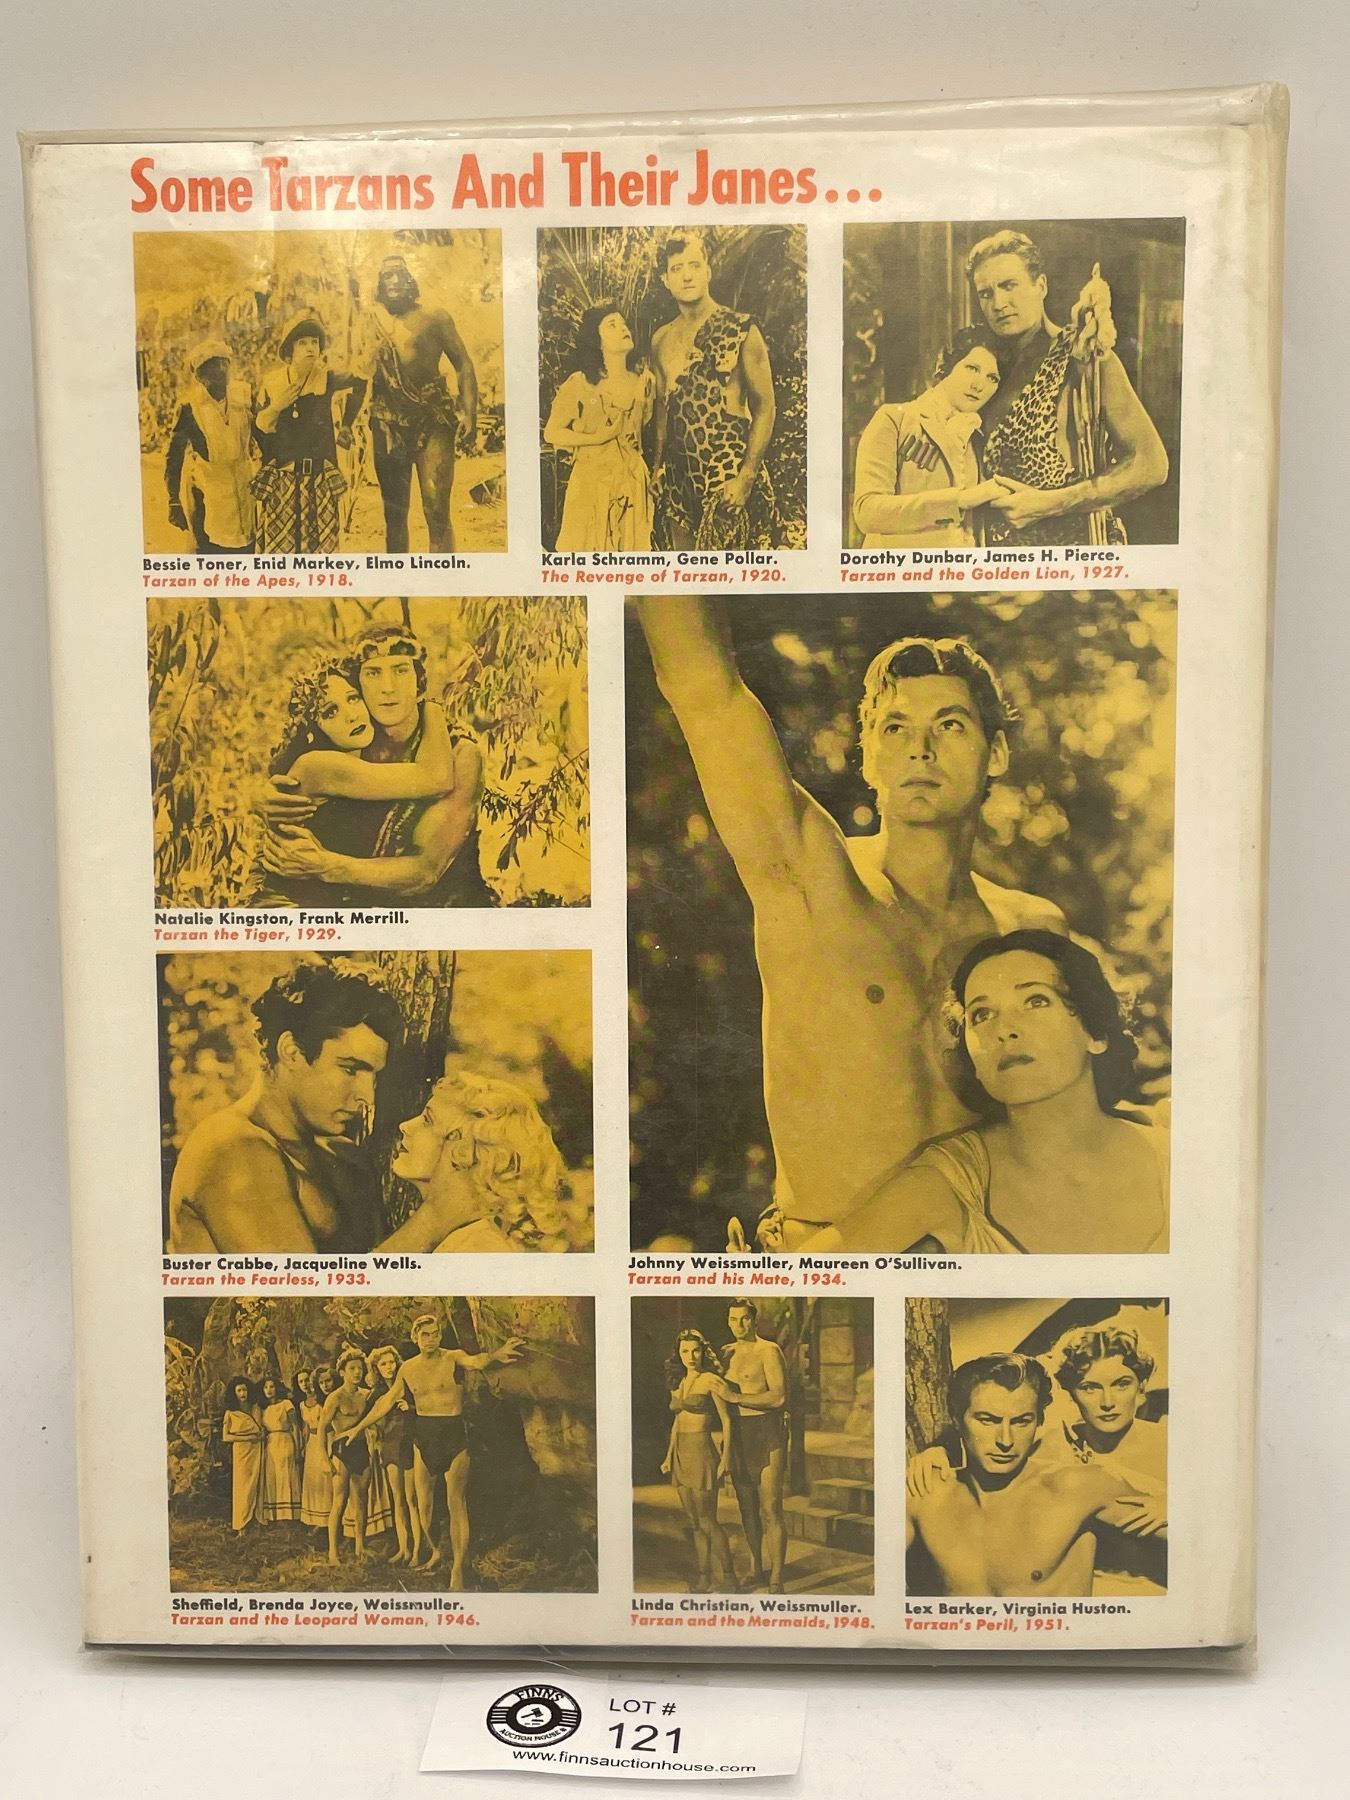 Some Tarzans And Their Janes...
Bessie Toner, Enid Markey, Elmo Lincoln.
Tarzan of the Apes, 1918.
Karla Schramm, Gene Pollar.
The Revenge of Tarzan, 1920.
Dorothy Dunbar, James H. Pierce.
Tarzan and the Golden Lion, 1927.
Natalie Kingston, Frank Merrill.
Tarzan the Tiger, 1929.
Buster Crabbe, Jacqueline Wells.
Tarzan the Fearless, 1933.
Johnny Weissmuller, Maureen O'Sullivan.
Tarzan and his Mate, 1934.
Sheffield, Brenda Joyce, Weissmuller.
Tarzan and the Leopard Woman, 1946.
Linda Christian, Weissmuller.
Tarzan and the Mermaids, 1948.
Lex Barker, Virginia Huston.
Tarzan's Peril, 1951.
FINNS
AUCTION HOUSE
LOT #
121
www.finnsauctionhouse.com